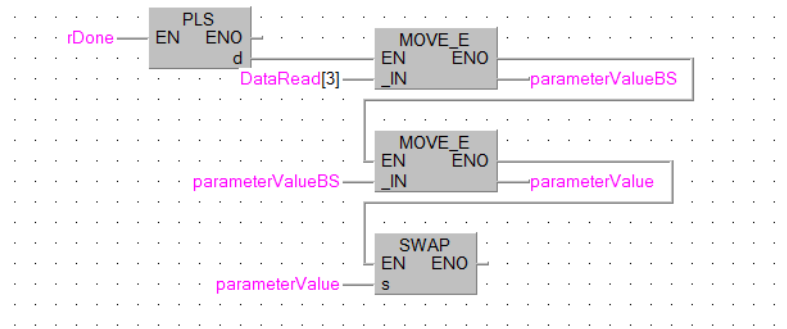 PLS
rDone EN ENO
d
MOVE_E
EN ENO
DataRead[3] _IN parameterValueBS
MOVE_E
EN ENO
parameterValueBS _IN parameterValue
SWAP
EN ENO
parameterValue s